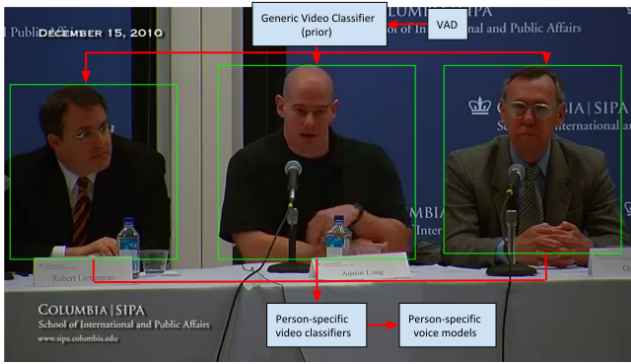 Generic Video Classifier
(prior)
VAD
DECEMBER 15, 2010
COLUMBIA | SIPA
School of International and Public Affairs
COLUMBIA | SIPA
School of International an
Robert Lieberman
Austin Long
COLUMBIA | SIPA
School of International and Public Affairs
www.sipa.columbia.edu
Person-specific
video classifiers
Person-specific
voice models